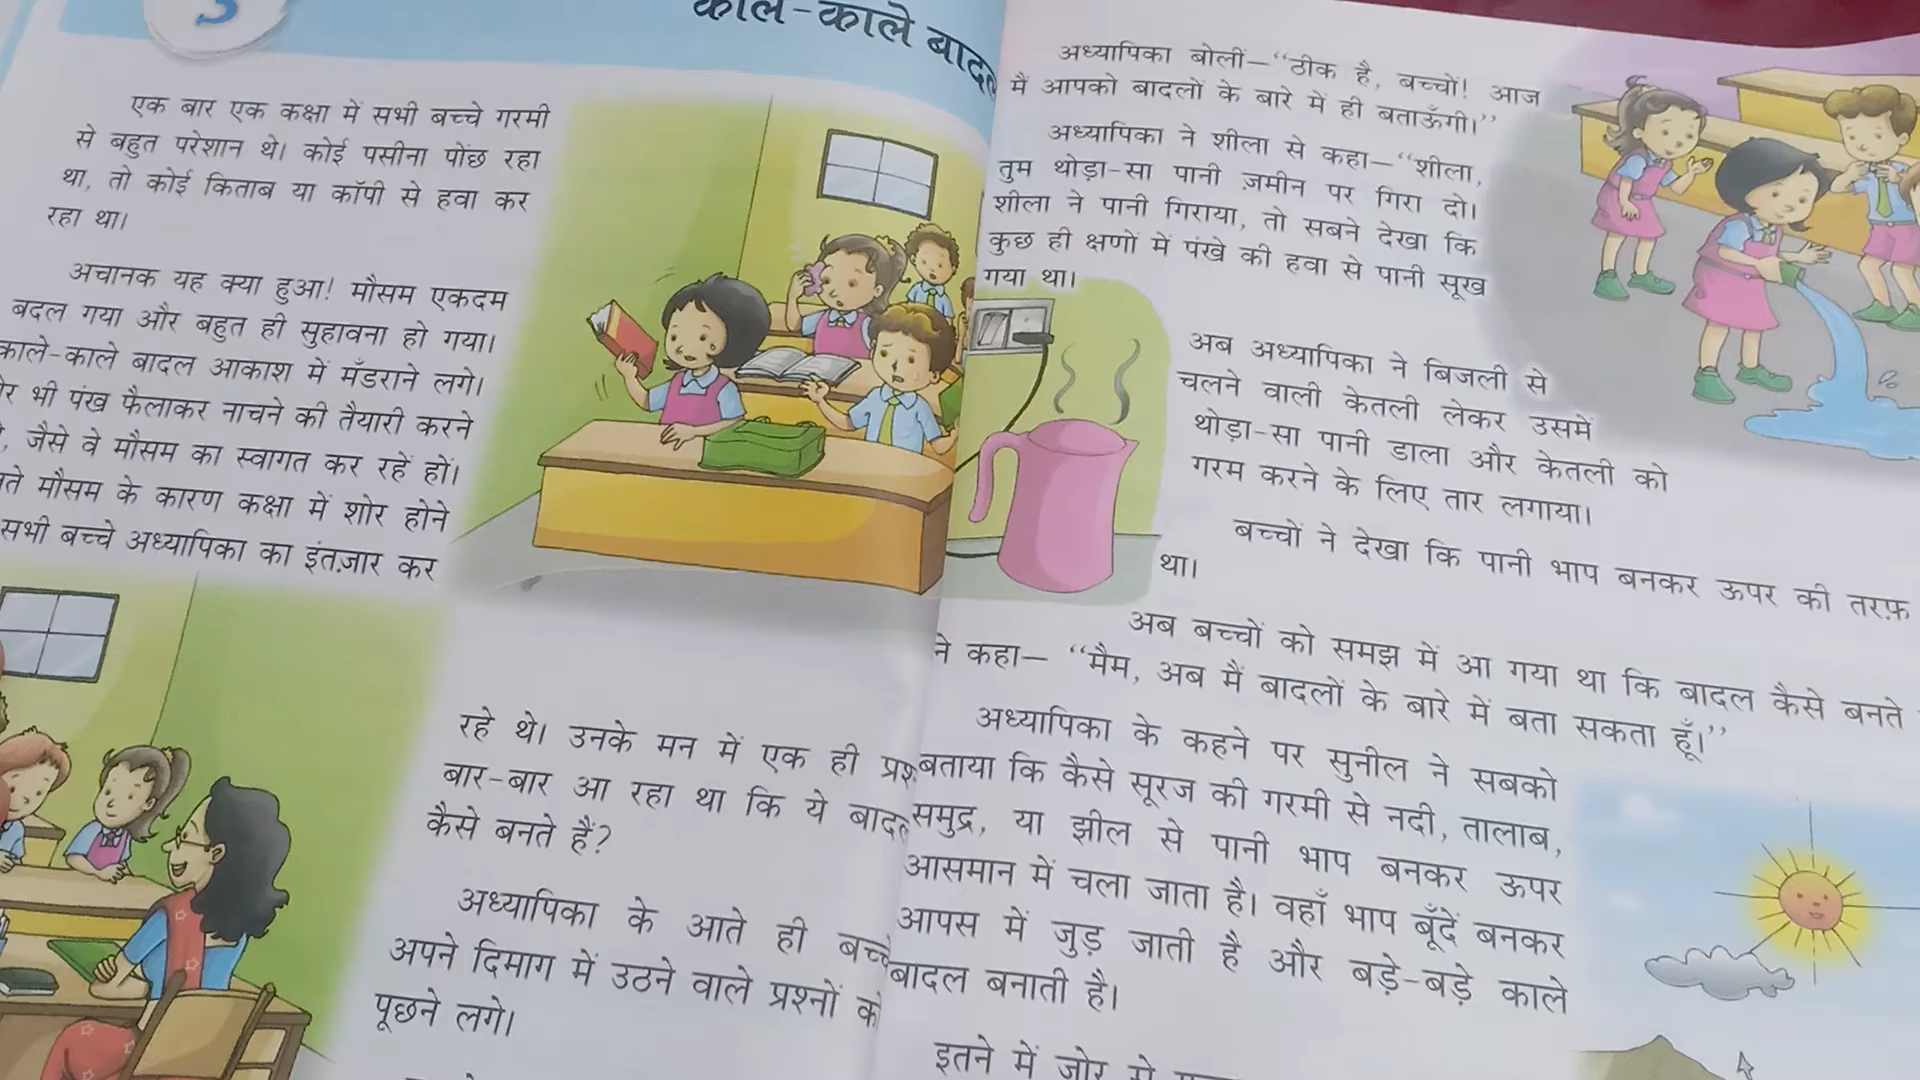 5
काले-काले बादल
एक बार एक कक्षा में सभी बच्चे गरमी
से बहुत परेशान थे। कोई पसीना पोंछ रहा
था, तो कोई किताब या कॉपी से हवा कर
रहा था।
अचानक यह क्या हुआ! मौसम एकदम
बदल गया और बहुत ही सुहावना हो गया।
काले-काले बादल आकाश में मँडराने लगे।
भी पंख फैलाकर नाचने की तैयारी करने
जैसे वे मौसम का स्वागत कर रहें हों।
मौसम के कारण कक्षा में शोर होने
सभी बच्चे अध्यापिका का इंतज़ार कर
रहे थे। उनके मन में एक ही
बार-बार आ रहा था कि ये बादल
कैसे बनते हैं?
अध्यापिका के आते ही बच्चे
अपने दिमाग में उठने वाले प्रश्नों को
पूछने लगे।
अध्यापिका बोलीं—“ठीक है, बच्चों! आज
मैं आपको बादलों के बारे में ही बताऊँगी।”
अध्यापिका ने शीला से कहा—“शीला,
तुम थोड़ा-सा पानी ज़मीन पर गिरा दो।
शीला ने पानी गिराया, तो सबने देखा कि
कुछ ही क्षणों में पंखे की हवा से पानी सूख
गया था।
अब अध्यापिका ने बिजली से
चलने वाली केतली लेकर उसमें
थोड़ा-सा पानी डाला और केतली को
गरम करने के लिए तार लगाया।
बच्चों ने देखा कि पानी भाप बनकर ऊपर की तरफ़
था।
अब बच्चों को समझ में आ गया था कि बादल कैसे बनते
ने कहा— “मैम, अब मैं बादलों के बारे में बता सकता हूँ।”
अध्यापिका के कहने पर सुनील ने सबको
बताया कि कैसे सूरज की गरमी से नदी, तालाब,
समुद्र, या झील से पानी भाप बनकर ऊपर
आसमान में चला जाता है। वहाँ भाप बूँदें बनकर
आपस में जुड़ जाती है और बड़े-बड़े काले
बादल बनाती है।
इतने में जोर से